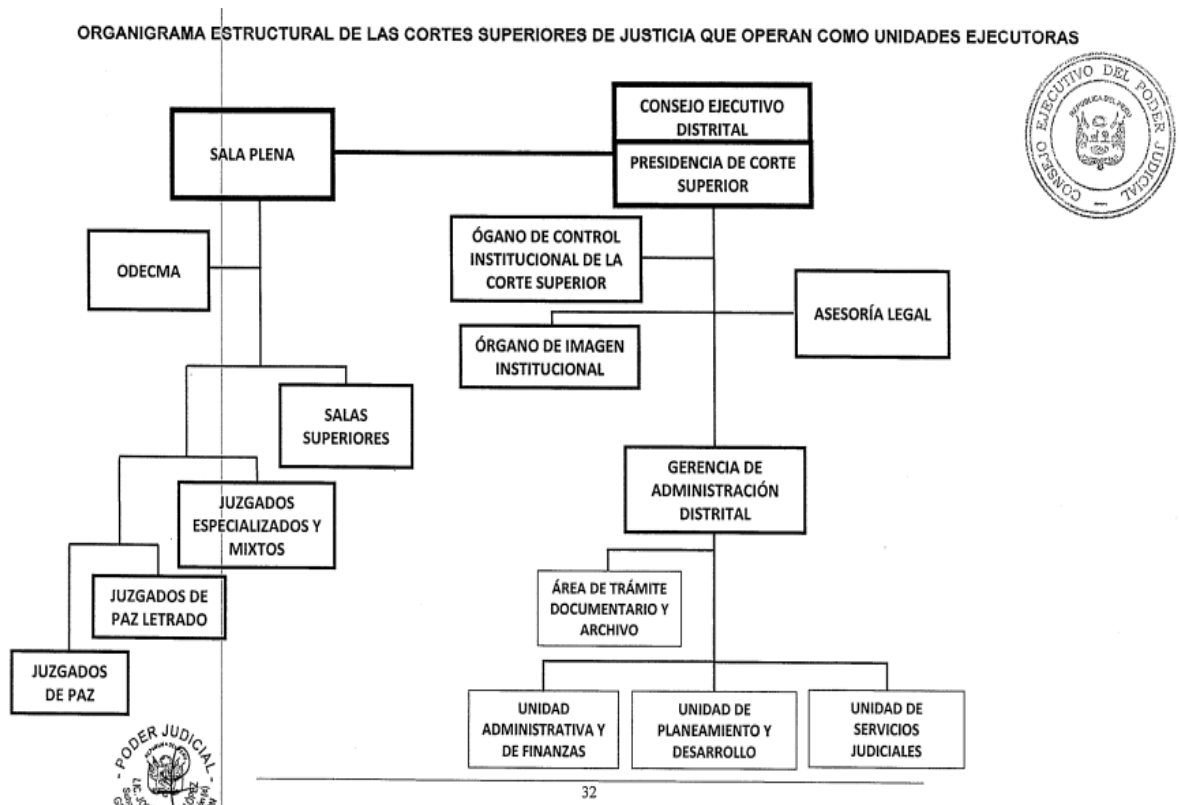 ORGANIGRAMA ESTRUCTURAL DE LAS CORTES SUPERIORES DE JUSTICIA QUE OPERAN COMO UNIDADES EJECUTORAS
CONSEJO EJECUTIVO DEL PODER JUDICIAL
REPUBLICA DEL PERU
CONSEJO EJECUTIVO
DISTRITAL
SALA PLENA
PRESIDENCIA DE CORTE
SUPERIOR
ODECMA
ÓGANO DE CONTROL
INSTITUCIONAL DE LA
CORTE SUPERIOR
ASESORÍA LEGAL
ÓRGANO DE IMAGEN
INSTITUCIONAL
SALAS
SUPERIORES
GERENCIA DE
ADMINISTRACIÓN
DISTRITAL
JUZGADOS
ESPECIALIZADOS Y
MIXTOS
JUZGADOS DE
PAZ LETRADO
ÁREA DE TRÁMITE
DOCUMENTARIO Y
ARCHIVO
JUZGADOS
DE PAZ
UNIDAD
ADMINISTRATIVA Y
DE FINANZAS
UNIDAD DE
PLANEAMIENTO Y
DESARROLLO
UNIDAD DE
SERVICIOS
JUDICIALES
- PODER JUDICIAL -
32